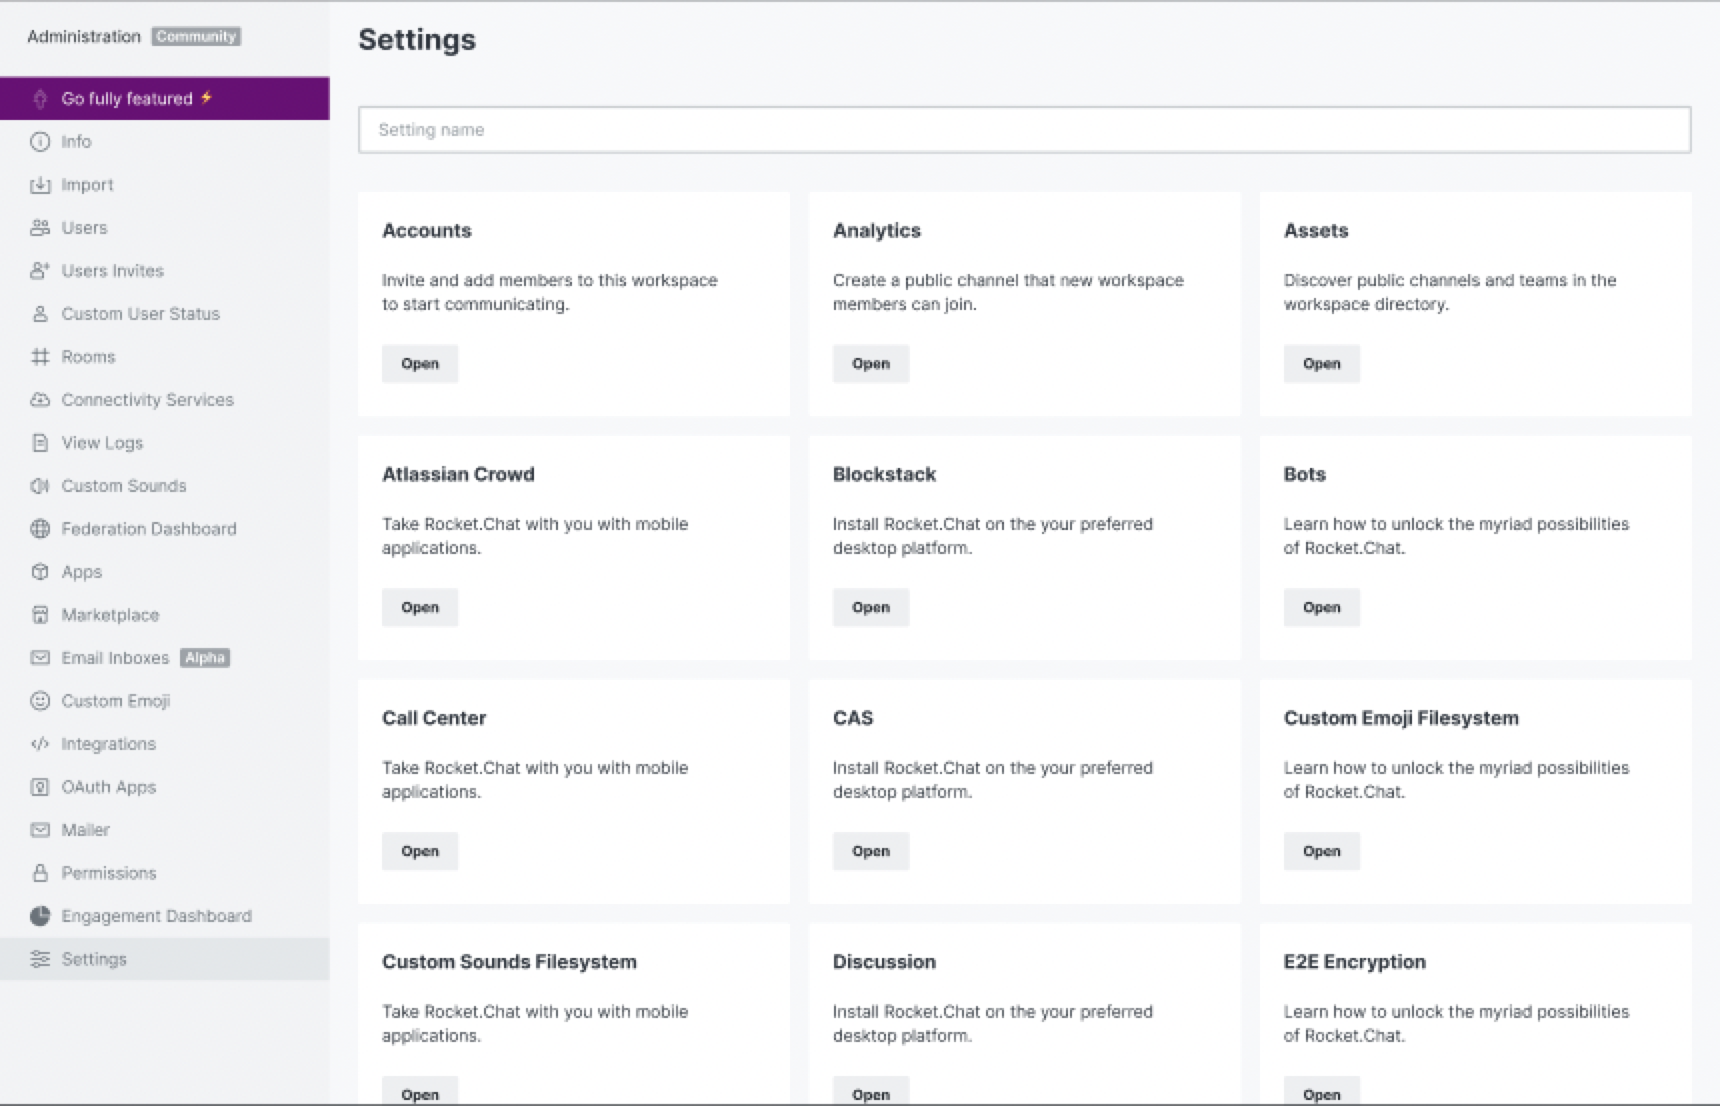 Administration Community
Go fully featured ⚡
Info
Import
Users
Users Invites
Custom User Status
Rooms
Connectivity Services
View Logs
Custom Sounds
Federation Dashboard
Apps
Marketplace
Email Inboxes Alpha
Custom Emoji
Integrations
OAuth Apps
Mailer
Permissions
Engagement Dashboard
Settings
Settings
Setting name
Accounts
Invite and add members to this workspace
to start communicating.
Open
Analytics
Create a public channel that new workspace
members can join.
Open
Assets
Discover public channels and teams in the
workspace directory.
Open
Atlassian Crowd
Take Rocket.Chat with you with mobile
applications.
Open
Blockstack
Install Rocket.Chat on the your preferred
desktop platform.
Open
Bots
Learn how to unlock the myriad possibilities
of Rocket.Chat.
Open
Call Center
Take Rocket.Chat with you with mobile
applications.
Open
CAS
Install Rocket.Chat on the your preferred
desktop platform.
Open
Custom Emoji Filesystem
Learn how to unlock the myriad possibilities
of Rocket.Chat.
Open
Custom Sounds Filesystem
Take Rocket.Chat with you with mobile
applications.
Open
Discussion
Install Rocket.Chat on the your preferred
desktop platform.
Open
E2E Encryption
Learn how to unlock the myriad possibilities
of Rocket.Chat.
Open